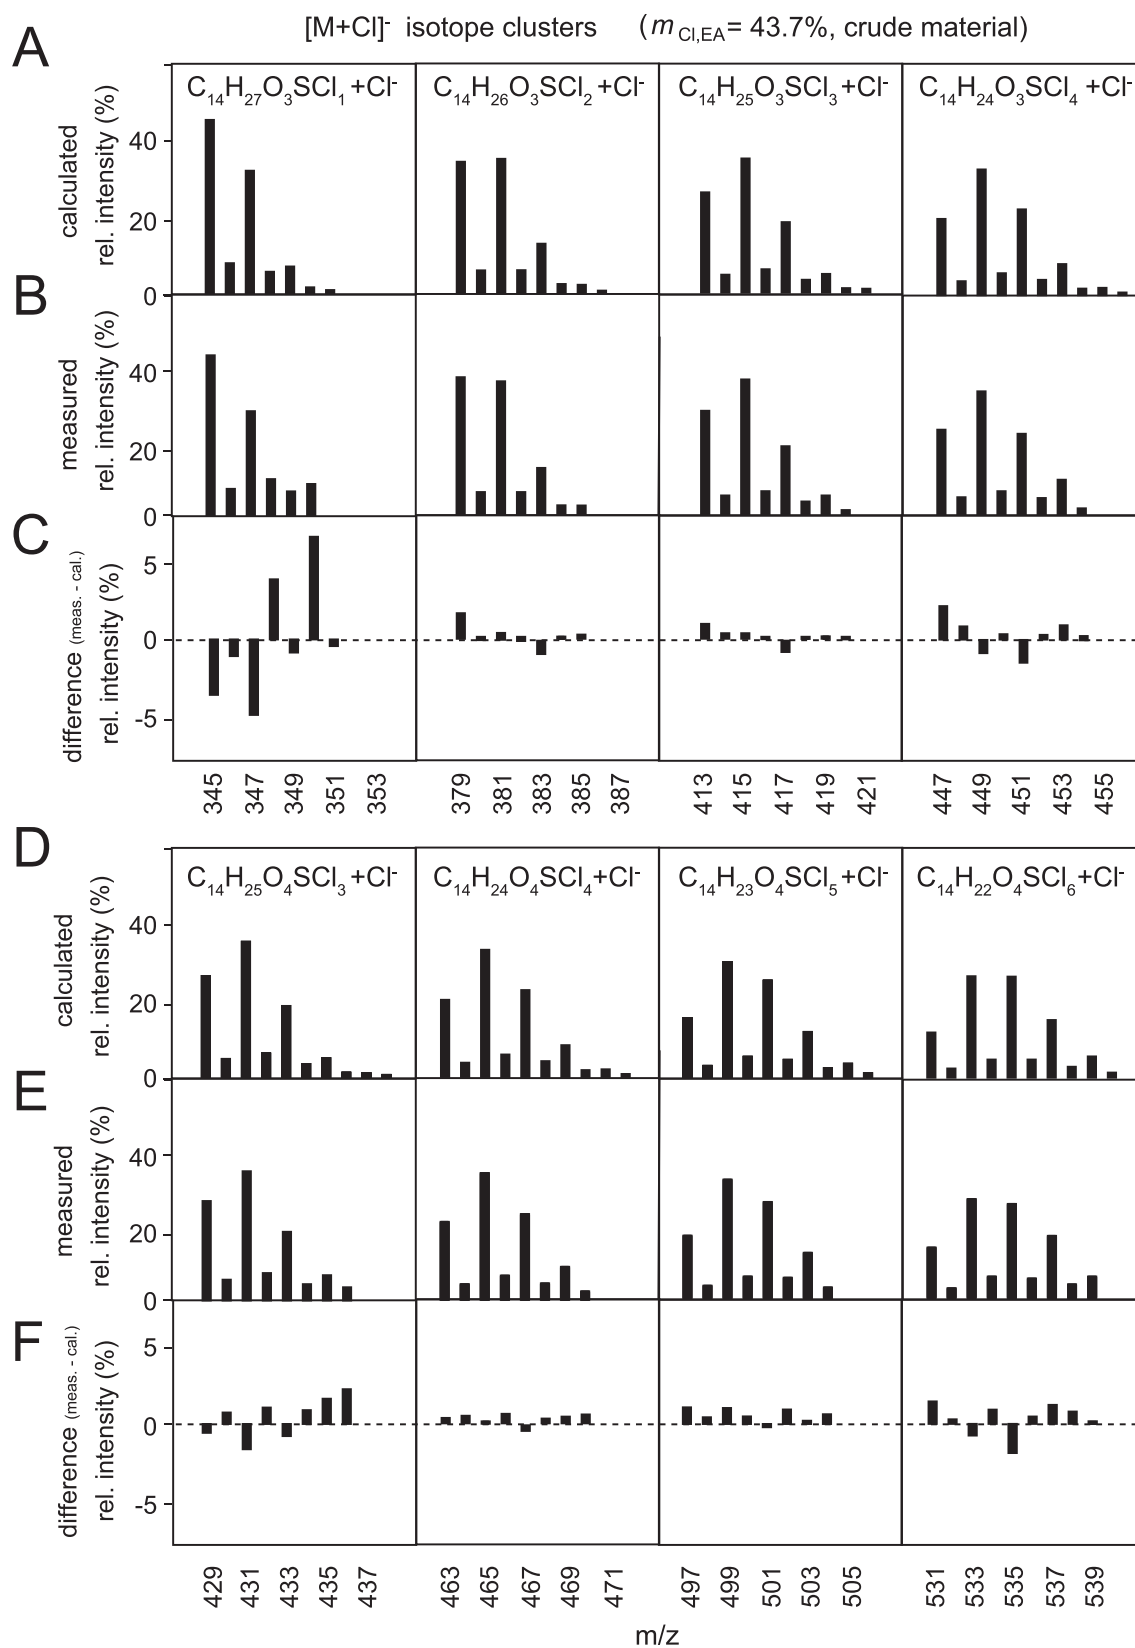 A
[M+Cl]- isotope clusters (m Cl,EA = 43.7%, crude material)
C14H27O3SCl1+Cl- C14H26O3SCl2+Cl- C14H25O3SCl3+Cl- C14H24O3SCl4+Cl-
calculated
rel. intensity (%)
40
20
0
B
measured
rel. intensity (%)
40
20
0
C
difference (meas. - cal.)
rel. intensity (%)
5
0
-5
345 347 349 351 353 379 381 383 385 387 413 415 417 419 421 447 449 451 453 455
D
C14H25O4SCl3+Cl- C14H24O4SCl4+Cl- C14H23O4SCl5+Cl- C14H22O4SCl6+Cl-
calculated
rel. intensity (%)
40
20
0
E
measured
rel. intensity (%)
40
20
0
F
difference (meas. - cal.)
rel. intensity (%)
5
0
-5
429 431 433 435 437 463 465 467 469 471 497 499 501 503 505 531 533 535 537 539
m/z